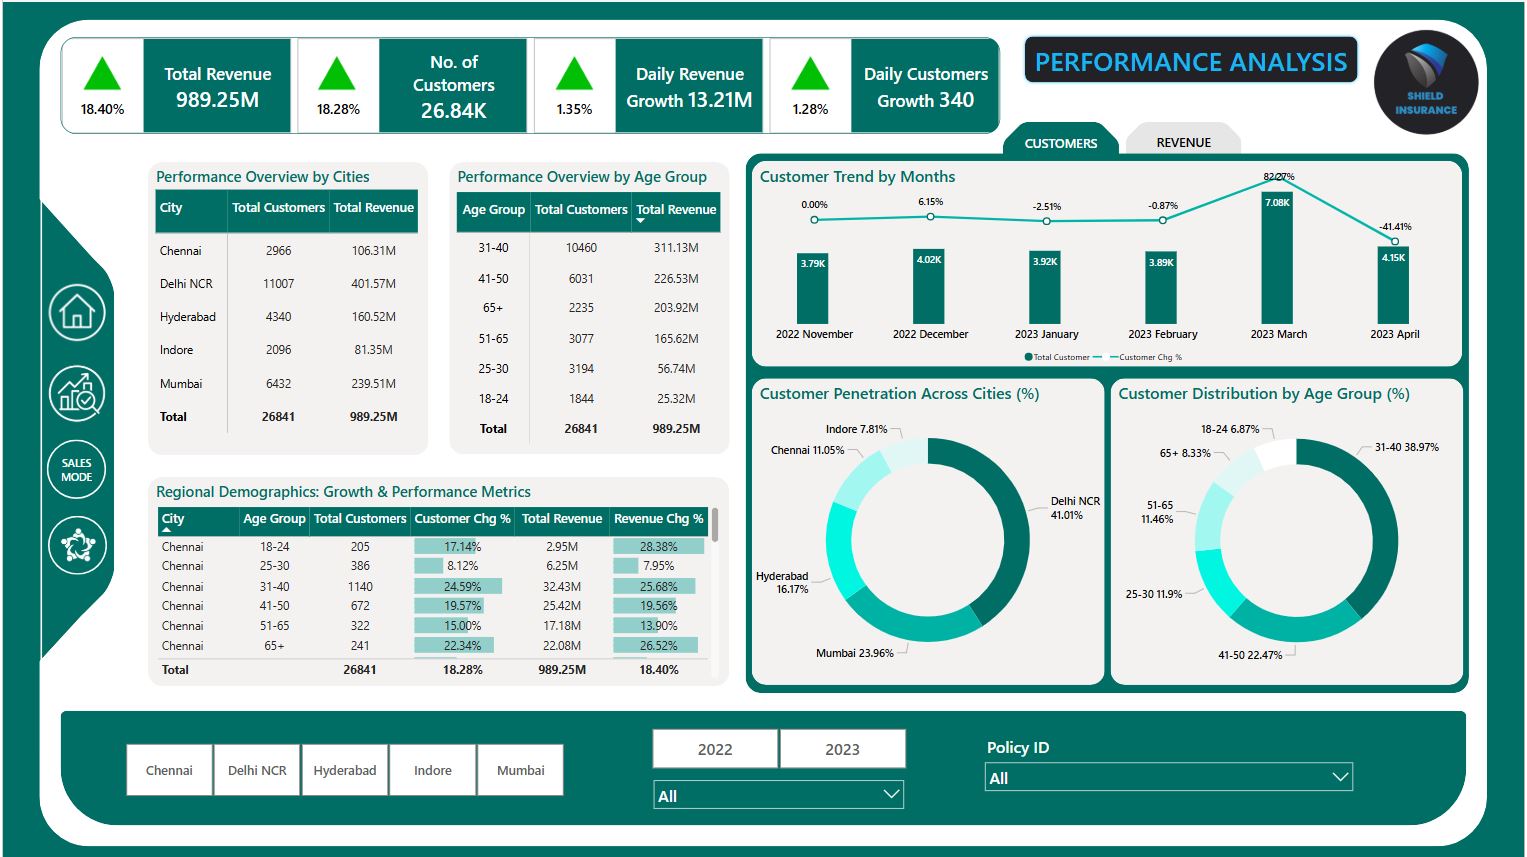 18.40%
Total Revenue
989.25M
18.28%
No. of
Customers
26.84K
1.35%
Daily Revenue
Growth 13.21M
1.28%
Daily Customers
Growth 340
PERFORMANCE ANALYSIS
SHIELD
INSURANCE
CUSTOMERS
REVENUE
Performance Overview by Cities
City Total Customers Total Revenue
Chennai 2966 106.31M
Delhi NCR 11007 401.57M
Hyderabad 4340 160.52M
Indore 2096 81.35M
Mumbai 6432 239.51M
Total 26841 989.25M
Performance Overview by Age Group
Age Group Total Customers Total Revenue
31-40 10460 311.13M
41-50 6031 226.53M
65+ 2235 203.92M
51-65 3077 165.62M
25-30 3194 56.74M
18-24 1844 25.32M
Total 26841 989.25M
Customer Trend by Months
0.00% 6.15% -2.51% -0.87% 82.27% -41.41%
3.79K 4.02K 3.92K 3.89K 7.08K 4.15K
2022 November 2022 December 2023 January 2023 February 2023 March 2023 April
Total Customer Customer Chg %
SALES
MODE
Regional Demographics: Growth & Performance Metrics
City Age Group Total Customers Customer Chg % Total Revenue Revenue Chg %
Chennai 18-24 205 17.14% 2.95M 28.38%
Chennai 25-30 386 8.12% 6.25M 7.95%
Chennai 31-40 1140 24.59% 32.43M 25.68%
Chennai 41-50 672 19.57% 25.42M 19.56%
Chennai 51-65 322 15.00% 17.18M 13.90%
Chennai 65+ 241 22.34% 22.08M 26.52%
Total 26841 18.28% 989.25M 18.40%
Customer Penetration Across Cities (%)
Indore 7.81%
Chennai 11.05%
Delhi NCR
41.01%
Hyderabad
16.17%
Mumbai 23.96%
Customer Distribution by Age Group (%)
18-24 6.87%
31-40 38.97%
65+ 8.33%
51-65
11.46%
25-30 11.9%
41-50 22.47%
Chennai Delhi NCR Hyderabad Indore Mumbai
2022 2023
All
Policy ID
All